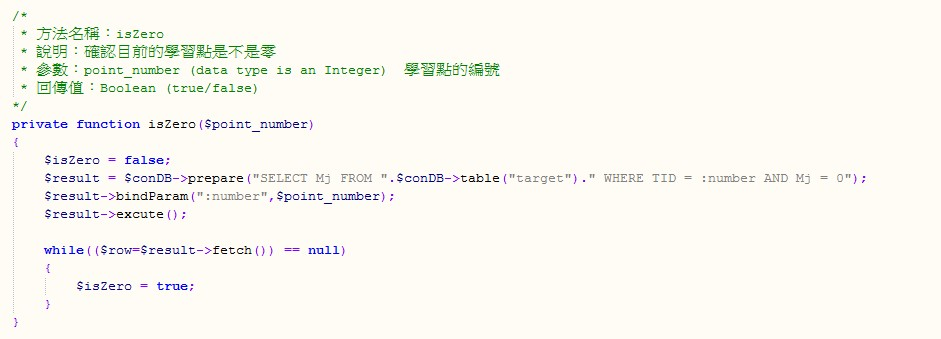 /*
 * 方法名稱：isZero
 * 說明：確認目前的學習點是不是零
 * 參數：point_number (data type is an Integer)  學習點的編號
 * 回傳值：Boolean (true/false)
*/
private function isZero($point_number)
{
    $isZero = false;
    $result = $conDB->prepare("SELECT Mj FROM ".$conDB->table("target")." WHERE TID = :number AND Mj = 0");
    $result->bindParam(":number",$point_number);
    $result->excute();

    while(($row=$result->fetch()) == null)
    {
        $isZero = true;
    }
}